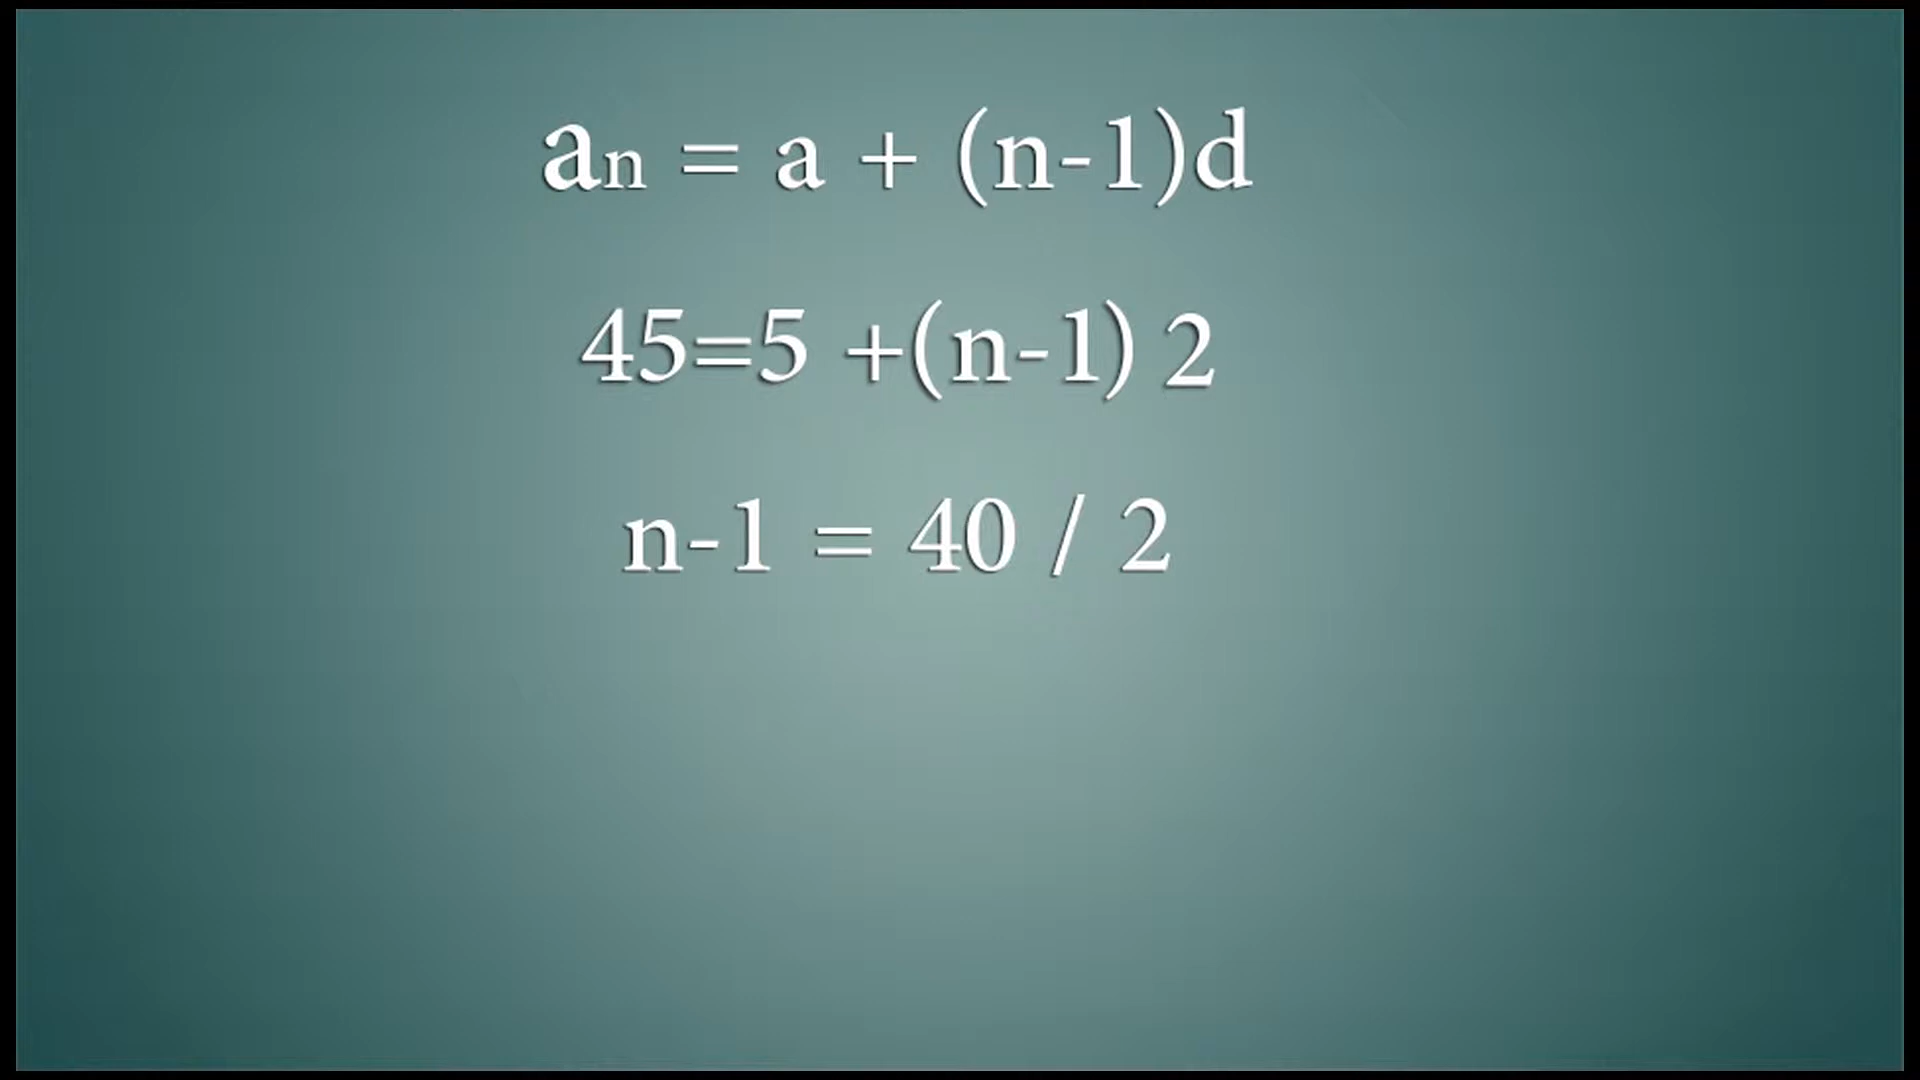 an = a + (n-1)d
45=5 +(n-1) 2
n-1 = 40 / 2